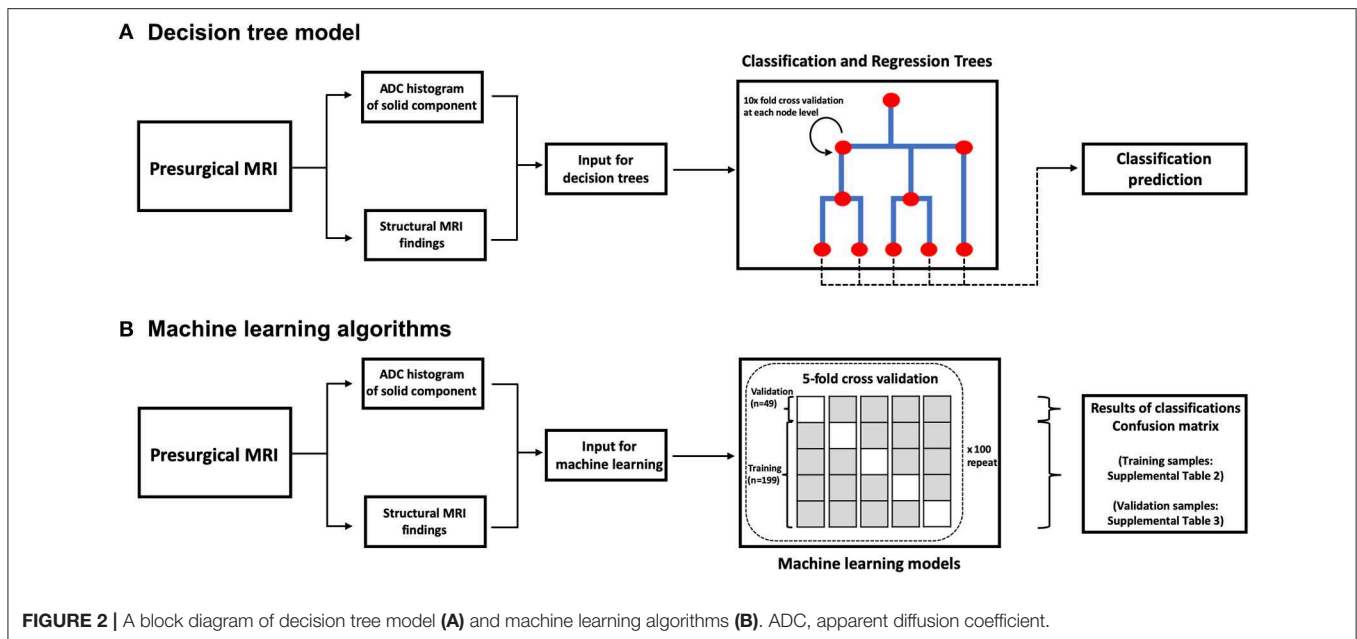 A Decision tree model
Presurgical MRI
ADC histogram
of solid component
Structural MRI
findings
Input for
decision trees
Classification and Regression Trees
10x fold cross validation
at each node level
Classification
prediction
B Machine learning algorithms
Presurgical MRI
ADC histogram
of solid component
Structural MRI
findings
Input for
machine learning
5-fold cross validation
Validation
(n=49)
Training
(n=199)
x 100
repeat
Machine learning models
Results of classifications
Confusion matrix
(Training samples:
Supplemental Table 2)
(Validation samples:
Supplemental Table 3)
FIGURE 2 | A block diagram of decision tree model (A) and machine learning algorithms (B). ADC, apparent diffusion coefficient.